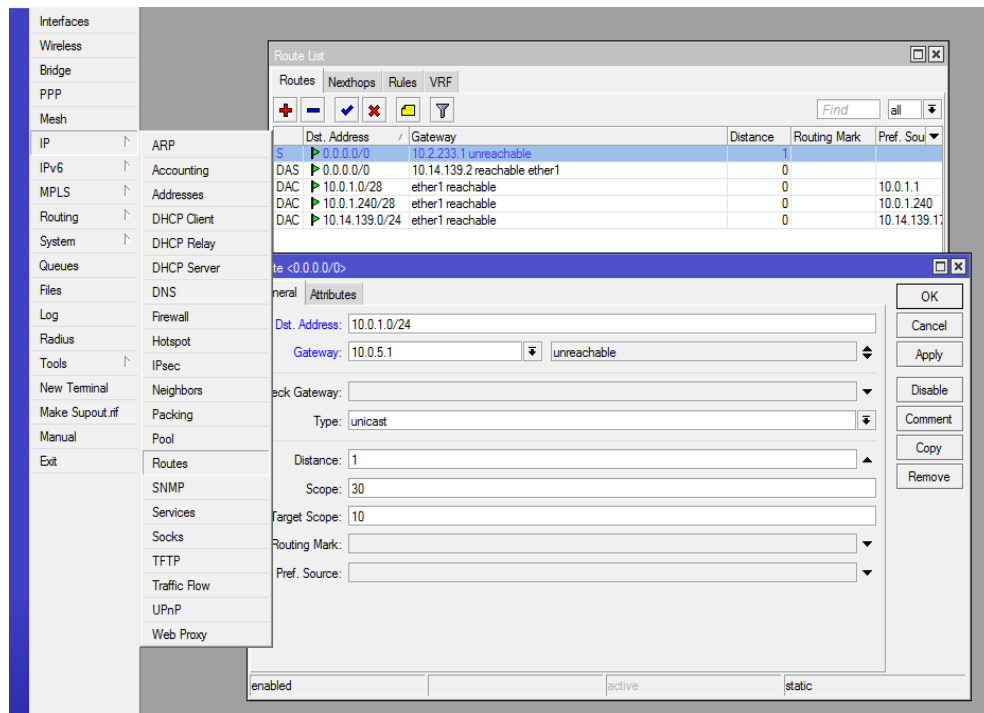 Interfaces
Wireless
Bridge
PPP
Mesh
IP
IPv6
MPLS
Routing
System
Queues
Files
Log
Radius
Tools
New Terminal
Make Supout.rif
Manual
Exit
ARP
Accounting
Addresses
DHCP Client
DHCP Relay
DHCP Server
DNS
Firewall
Hotspot
IPsec
Neighbors
Packing
Pool
Routes
SNMP
Services
Socks
TFTP
Traffic Flow
UPnP
Web Proxy
Route List
Routes Nexthops Rules VRF
Find all
Dst. Address Gateway Distance Routing Mark Pref. Sou
S 0.0.0.0/0 10.2.233.1 unreachable 1
DAS 0.0.0.0/0 10.14.139.2 reachable ether1 0
DAC 10.0.1.0/28 ether1 reachable 0 10.0.1.1
DAC 10.0.1.240/28 ether1 reachable 0 10.0.1.240
DAC 10.14.139.0/24 ether1 reachable 0 10.14.139.17
te <0.0.0.0/0>
neral Attributes
Dst. Address: 10.0.1.0/24
Gateway: 10.0.5.1 unreachable
eck Gateway:
Type: unicast
Distance: 1
Scope: 30
Target Scope: 10
Routing Mark:
Pref. Source:
OK
Cancel
Apply
Disable
Comment
Copy
Remove
enabled active static